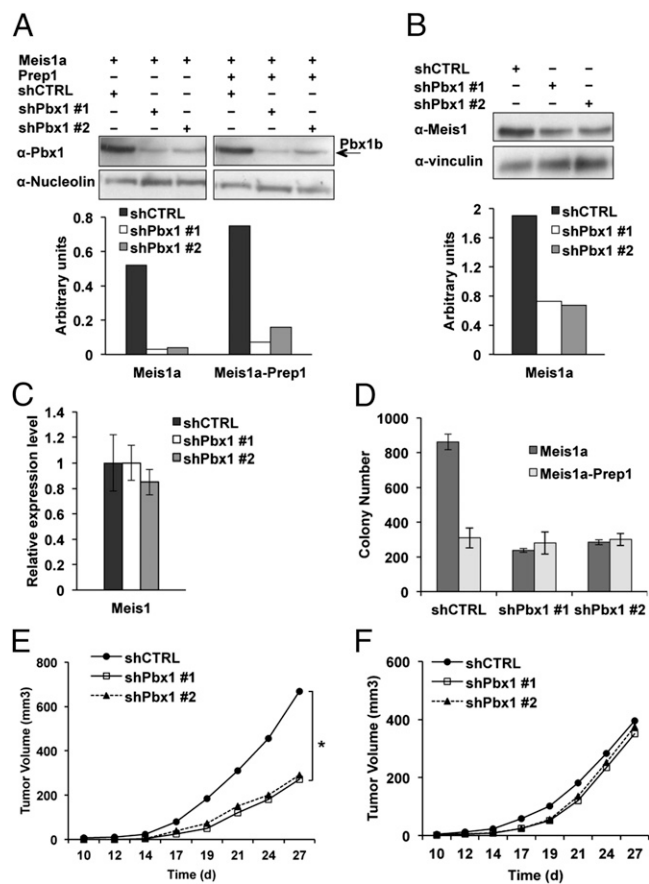 A
Meis1a + + + + + +
Prep1 – – – + + +
shCTRL + – – + – –
shPbx1 #1 – + – – + –
shPbx1 #2 – – + – – +
α-Pbx1
Pbx1b
α-Nucleolin
shCTRL
shPbx1 #1
shPbx1 #2
Arbitrary units
0.8
0.6
0.4
0.2
0
Meis1a Meis1a-Prep1
B
shCTRL + – –
shPbx1 #1 – + –
shPbx1 #2 – – +
α-Meis1
α-vinculin
shCTRL
shPbx1 #1
shPbx1 #2
Arbitrary units
2
1.6
1.2
0.8
0.4
0
Meis1a
C
shCTRL
shPbx1 #1
shPbx1 #2
Relative expression level
1.4
1.2
1
0.8
0.6
0.4
0.2
0
Meis1
D
Meis1a
Meis1a-Prep1
Colony Number
1000
800
600
400
200
0
shCTRL shPbx1 #1 shPbx1 #2
E
shCTRL
shPbx1 #1
shPbx1 #2
Tumor Volume (mm3)
800
600
400
200
0
*
10 12 14 17 19 21 24 27
Time (d)
F
shCTRL
shPbx1 #1
shPbx1 #2
Tumor Volume (mm3)
600
400
200
0
10 12 14 17 19 21 24 27
Time (d)